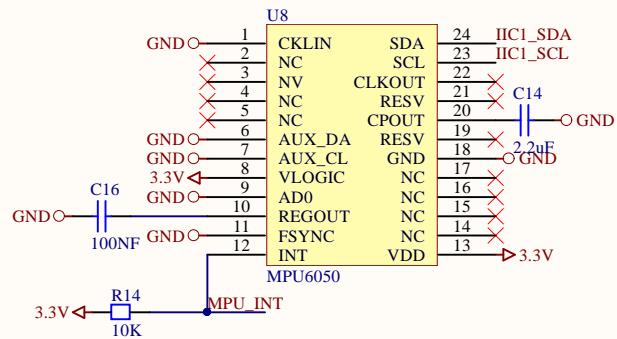 U8
GND 1 CKLIN SDA 24 IIC1_SDA
2 NC SCL 23 IIC1_SCL
3 NV CLKOUT 22
4 NC RESV 21
5 NC CPOUT 20 C14 GND
6 GND AUX_DA RESV 19 2.2uF
GND 7 AUX_CL GND 18 GND
3.3V 8 VLOGIC NC 17
GND 9 AD0 NC 16
C16
GND 100NF 10 REGOUT NC 15
GND 11 FSYNC NC 14
12 INT VDD 13 3.3V
MPU6050
R14
3.3V MPU_INT
10K